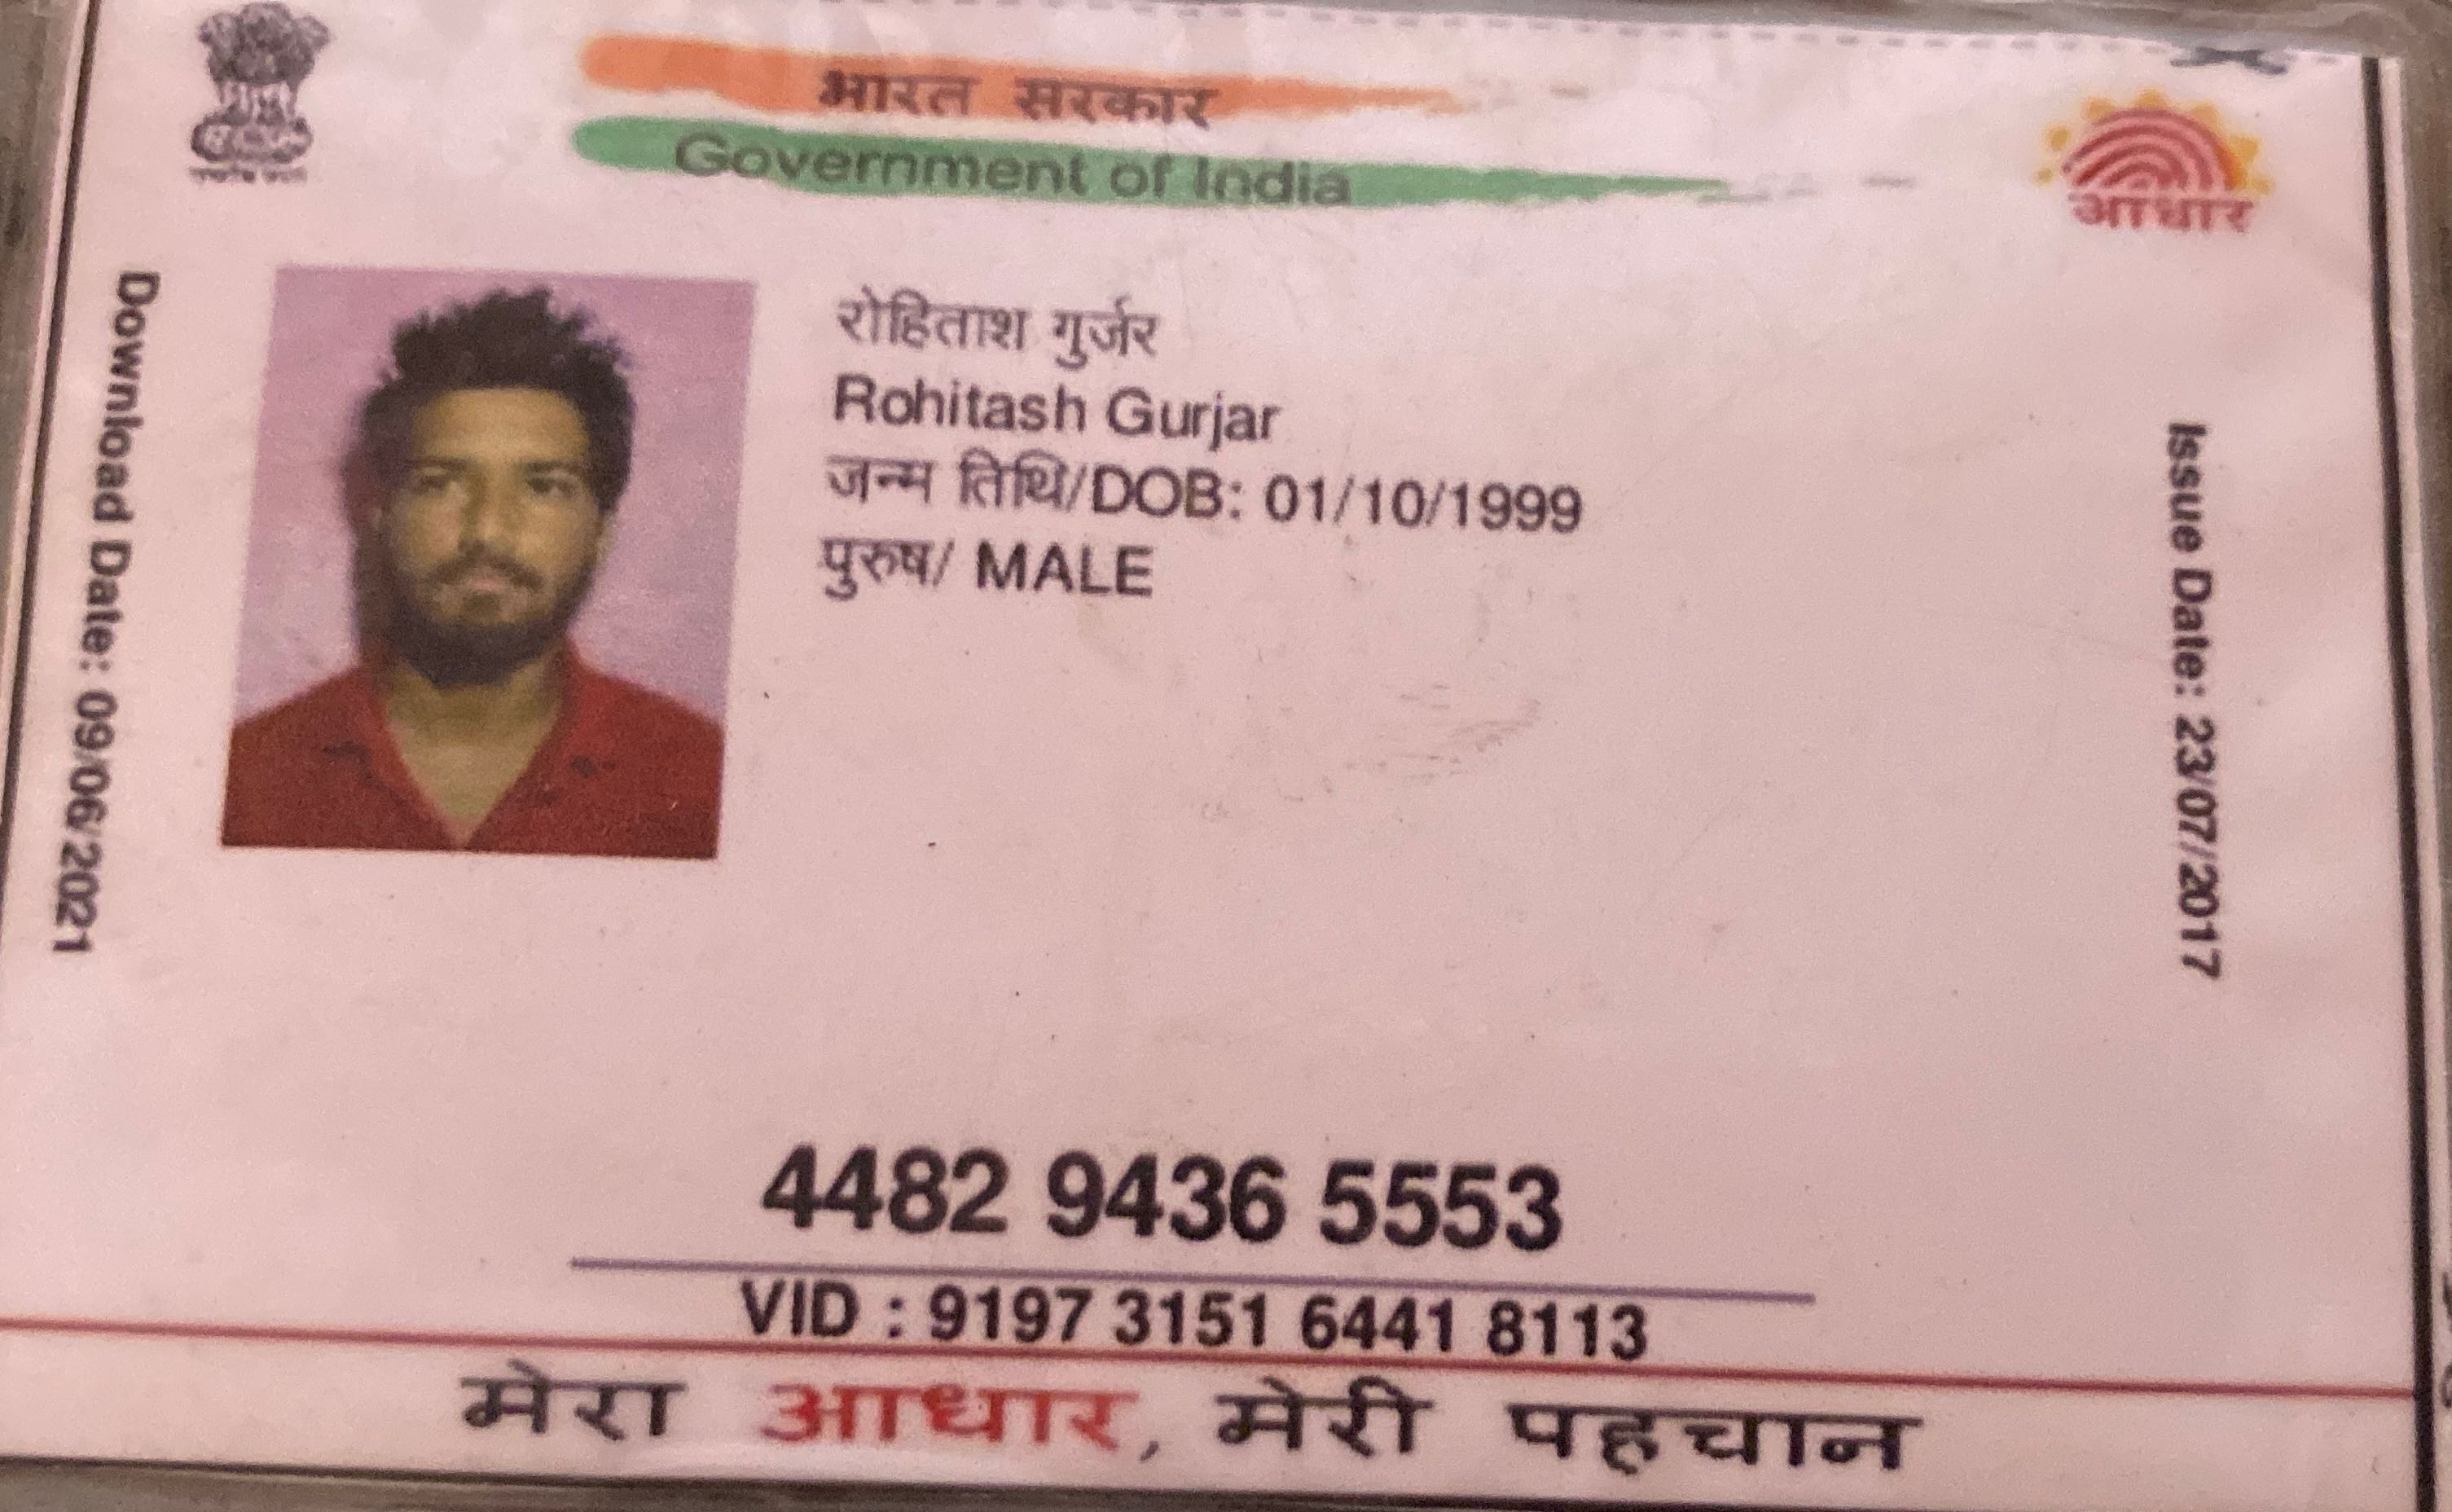 भारत सरकार
Government of India
आधार
Download Date: 09/06/2021
रोहिताश गुर्जर
Rohitash Gurjar
जन्म तिथि/DOB: 01/10/1999
पुरुष/ MALE
Issue Date: 23/07/2017
4482 9436 5553
VID : 9197 3151 6441 8113
मेरा आधार, मेरी पहचान